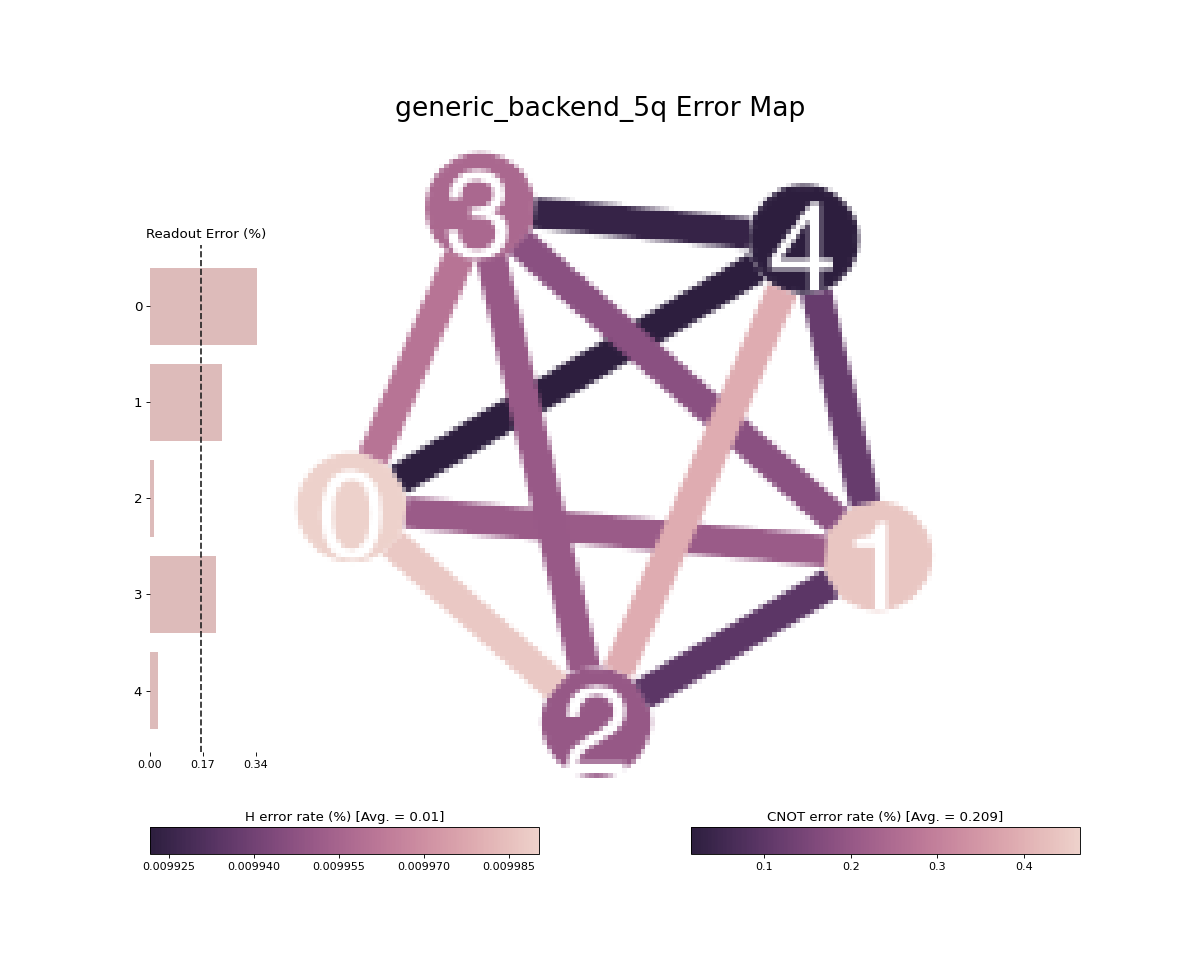 generic_backend_5q Error Map
3
4
Readout Error (%)
0
1
2
3
4
0
1
2
0.00 0.17 0.34
H error rate (%) [Avg. = 0.01]
0.009925 0.009940 0.009955 0.009970 0.009985
CNOT error rate (%) [Avg. = 0.209]
0.1 0.2 0.3 0.4